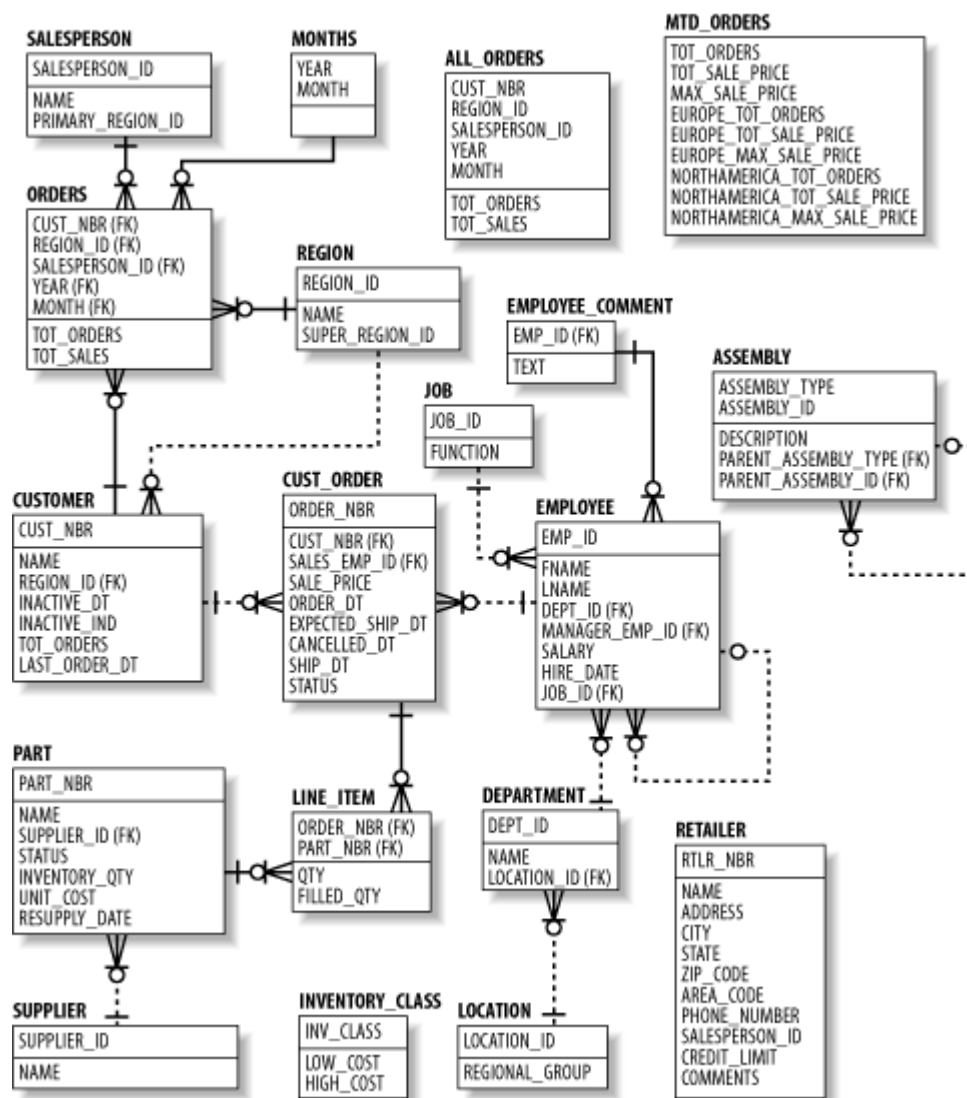 SALESPERSON
SALESPERSON_ID
NAME
PRIMARY_REGION_ID
MONTHS
YEAR
MONTH
ALL_ORDERS
CUST_NBR
REGION_ID
SALESPERSON_ID
YEAR
MONTH
TOT_ORDERS
TOT_SALES
MTD_ORDERS
TOT_ORDERS
TOT_SALE_PRICE
MAX_SALE_PRICE
EUROPE_TOT_ORDERS
EUROPE_TOT_SALE_PRICE
EUROPE_MAX_SALE_PRICE
NORTHAMERICA_TOT_ORDERS
NORTHAMERICA_TOT_SALE_PRICE
NORTHAMERICA_MAX_SALE_PRICE
ORDERS
CUST_NBR (FK)
REGION_ID (FK)
SALESPERSON_ID (FK)
YEAR (FK)
MONTH (FK)
TOT_ORDERS
TOT_SALES
REGION
REGION_ID
NAME
SUPER_REGION_ID
EMPLOYEE_COMMENT
EMP_ID (FK)
TEXT
ASSEMBLY
ASSEMBLY_TYPE
ASSEMBLY_ID
DESCRIPTION
PARENT_ASSEMBLY_TYPE (FK)
PARENT_ASSEMBLY_ID (FK)
JOB
JOB_ID
FUNCTION
CUSTOMER
CUST_NBR
NAME
REGION_ID (FK)
INACTIVE_DT
INACTIVE_IND
TOT_ORDERS
LAST_ORDER_DT
CUST_ORDER
ORDER_NBR
CUST_NBR (FK)
SALES_EMP_ID (FK)
SALE_PRICE
ORDER_DT
EXPECTED_SHIP_DT
CANCELLED_DT
SHIP_DT
STATUS
EMPLOYEE
EMP_ID
FNAME
LNAME
DEPT_ID (FK)
MANAGER_EMP_ID (FK)
SALARY
HIRE_DATE
JOB_ID (FK)
PART
PART_NBR
NAME
SUPPLIER_ID (FK)
STATUS
INVENTORY_QTY
UNIT_COST
RESUPPLY_DATE
LINE_ITEM
ORDER_NBR (FK)
PART_NBR (FK)
QTY
FILLED_QTY
DEPARTMENT
DEPT_ID
NAME
LOCATION_ID (FK)
RETAILER
RTLR_NBR
NAME
ADDRESS
CITY
STATE
ZIP_CODE
AREA_CODE
PHONE_NUMBER
SALESPERSON_ID
CREDIT_LIMIT
COMMENTS
SUPPLIER
SUPPLIER_ID
NAME
INVENTORY_CLASS
INV_CLASS
LOW_COST
HIGH_COST
LOCATION
LOCATION_ID
REGIONAL_GROUP